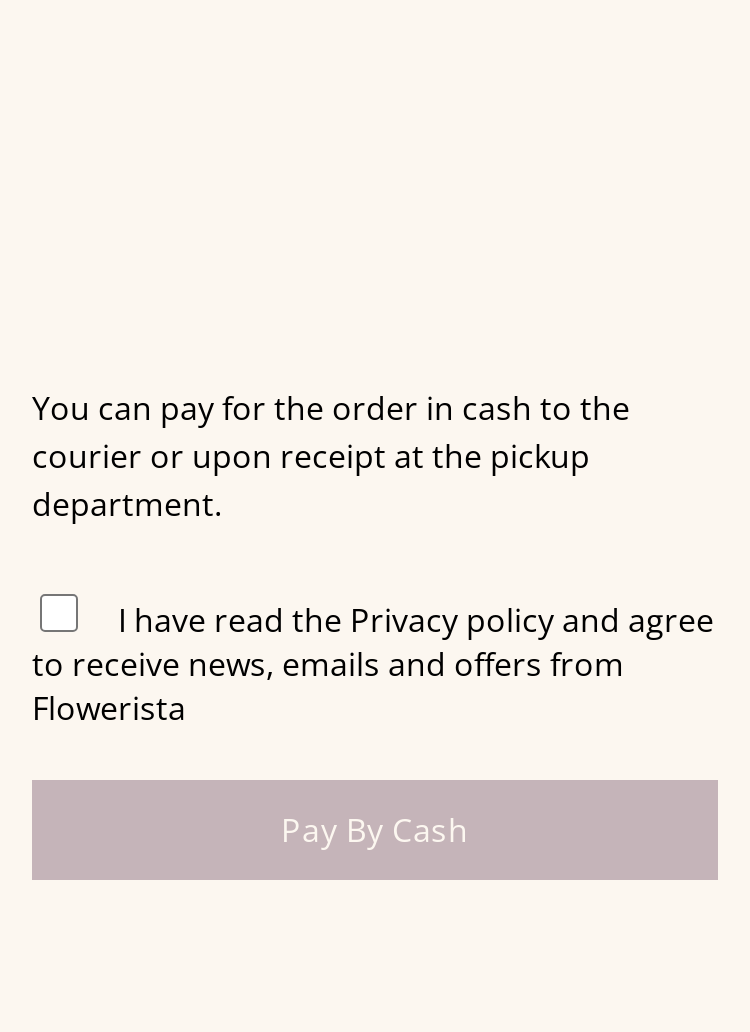 You can pay for the order in cash to the
courier or upon receipt at the pickup
department.
I have read the Privacy policy and agree
to receive news, emails and offers from
Flowerista
Pay By Cash